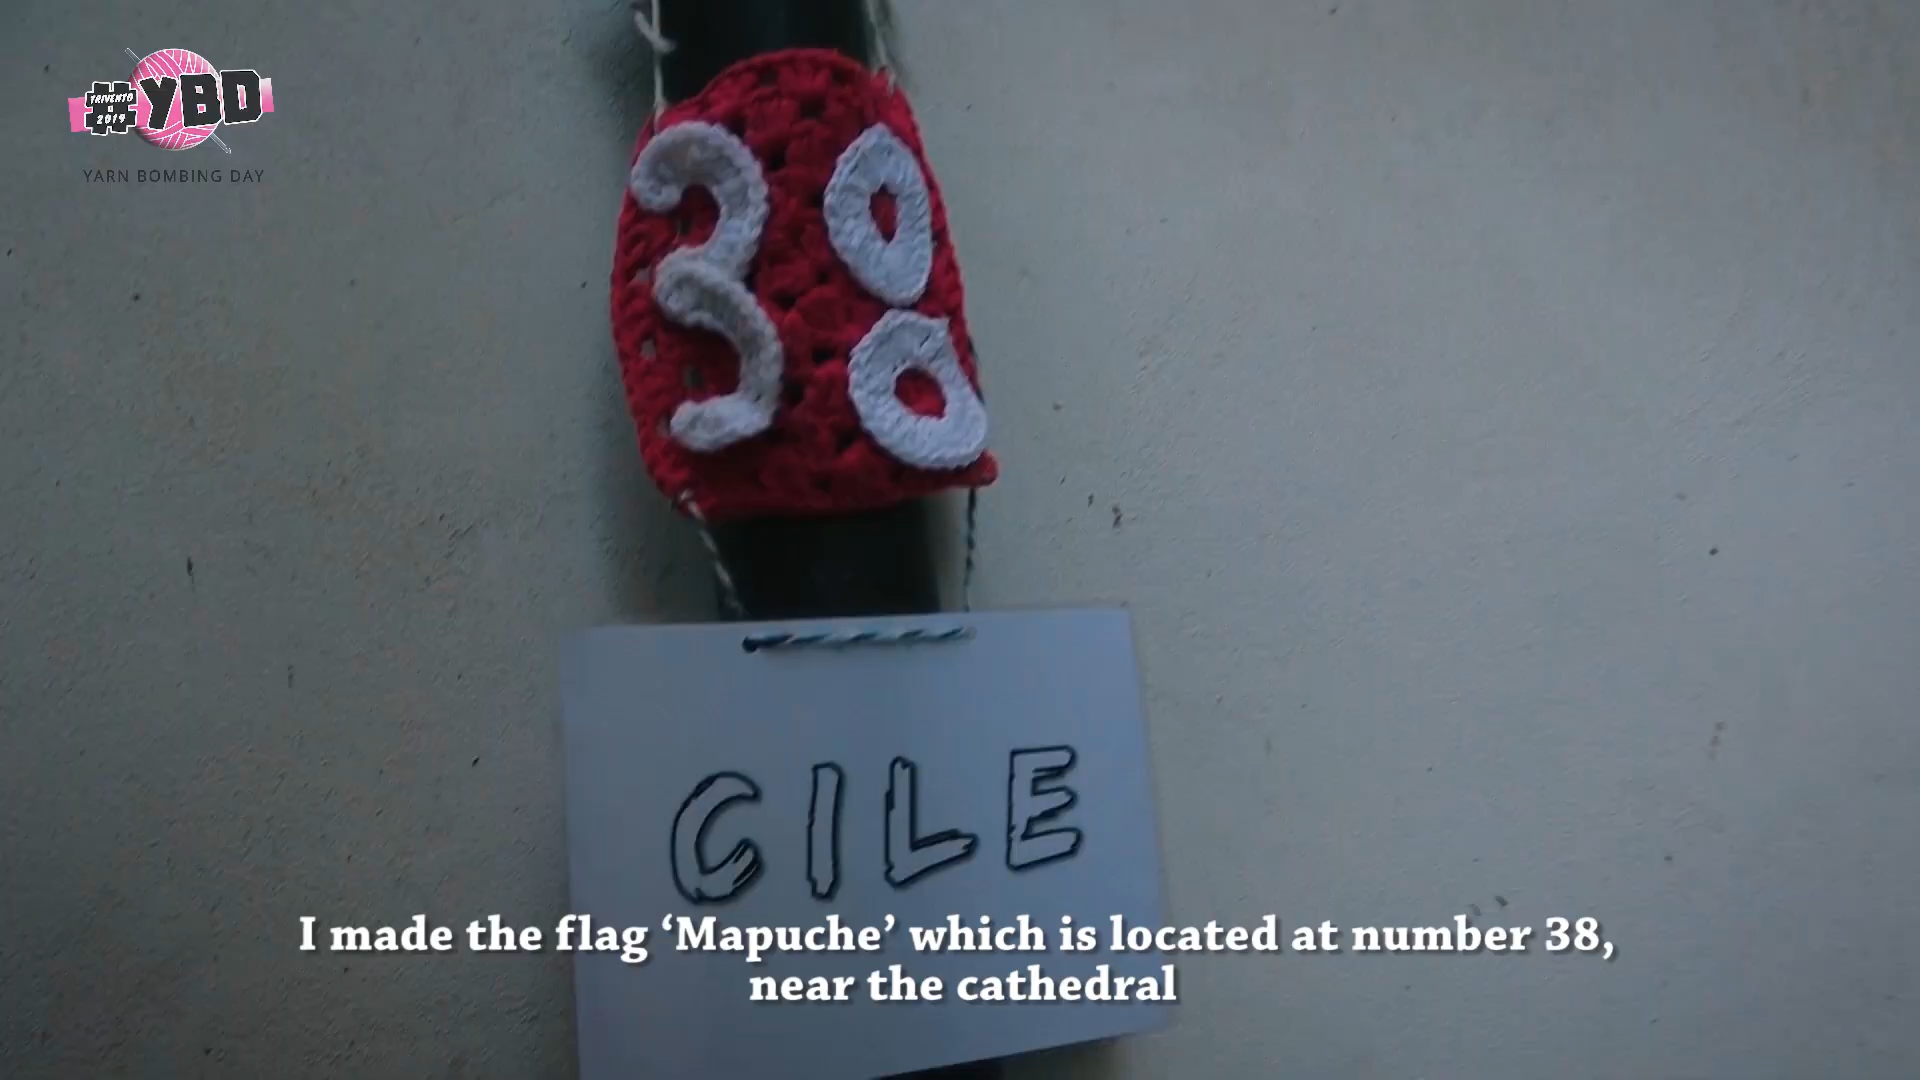 TRIVENTO
2019
#YBD
YARN BOMBING DAY
38
CILE
I made the flag ‘Mapuche’ which is located at number 38,
near the cathedral